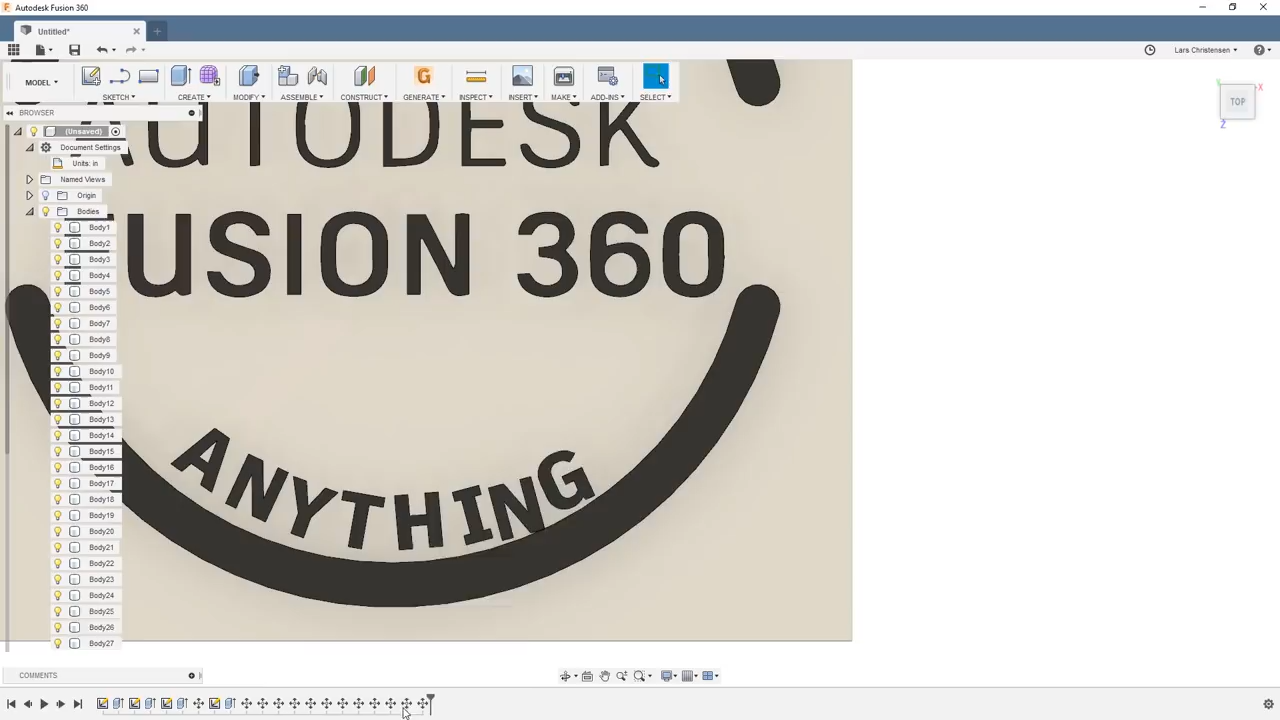 Autodesk Fusion 360
Untitled*
Lars Christensen
MODEL
SKETCH
CREATE
MODIFY
ASSEMBLE
CONSTRUCT
GENERATE
INSPECT
INSERT
MAKE
ADD-INS
SELECT
BROWSER
(Unsaved)
Document Settings
Units: in
Named Views
Origin
Bodies
Body1
Body2
Body3
Body4
Body5
Body6
Body7
Body8
Body9
Body10
Body11
Body12
Body13
Body14
Body15
Body16
Body17
Body18
Body19
Body20
Body21
Body22
Body23
Body24
Body25
Body26
Body27
AUTODESK
FUSION 360
ANYTHING
TOP
X
Z
COMMENTS